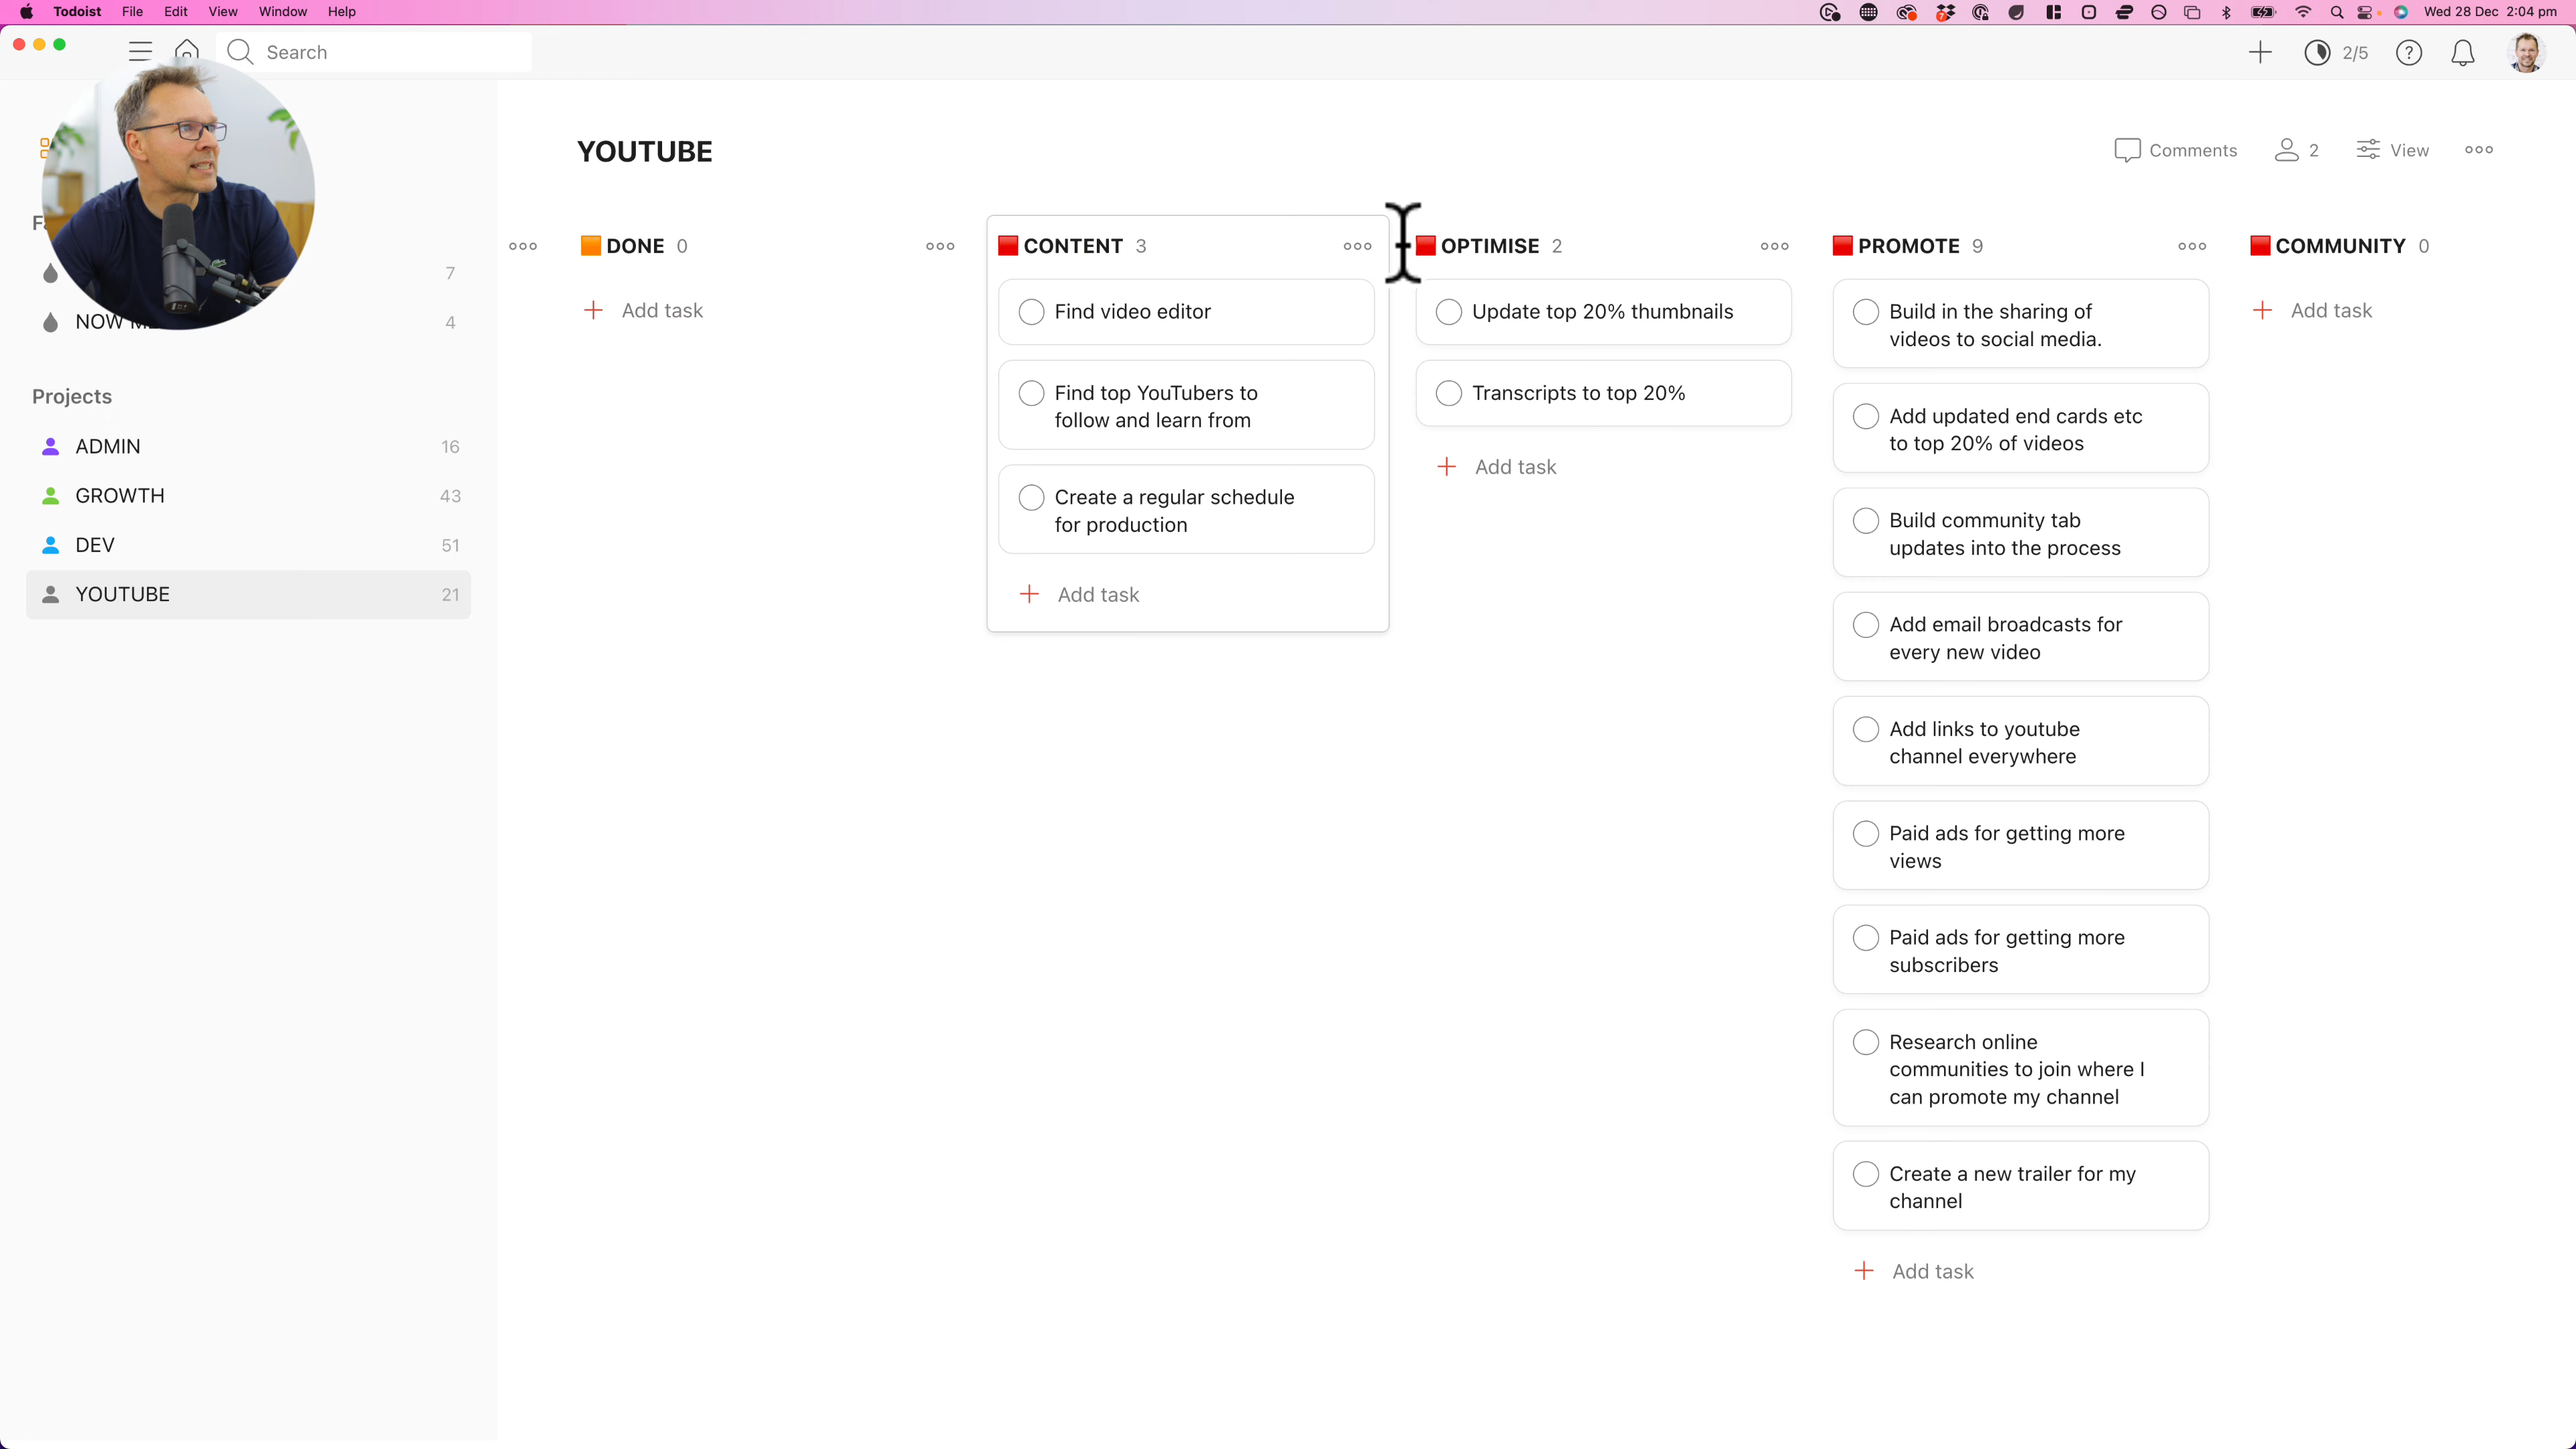 Todoist File Edit View Window Help
7
Wed 28 Dec 2:04 pm
Search
2/5
7
4
Projects
ADMIN 16
GROWTH 43
DEV 51
YOUTUBE 21
YOUTUBE
Comments 2 View
DONE 0
Add task
CONTENT 3
Find video editor
Find top YouTubers to
follow and learn from
Create a regular schedule
for production
Add task
OPTIMISE 2
Update top 20% thumbnails
Transcripts to top 20%
Add task
PROMOTE 9
Build in the sharing of
videos to social media.
Add updated end cards etc
to top 20% of videos
Build community tab
updates into the process
Add email broadcasts for
every new video
Add links to youtube
channel everywhere
Paid ads for getting more
views
Paid ads for getting more
subscribers
Research online
communities to join where I
can promote my channel
Create a new trailer for my
channel
Add task
COMMUNITY 0
Add task